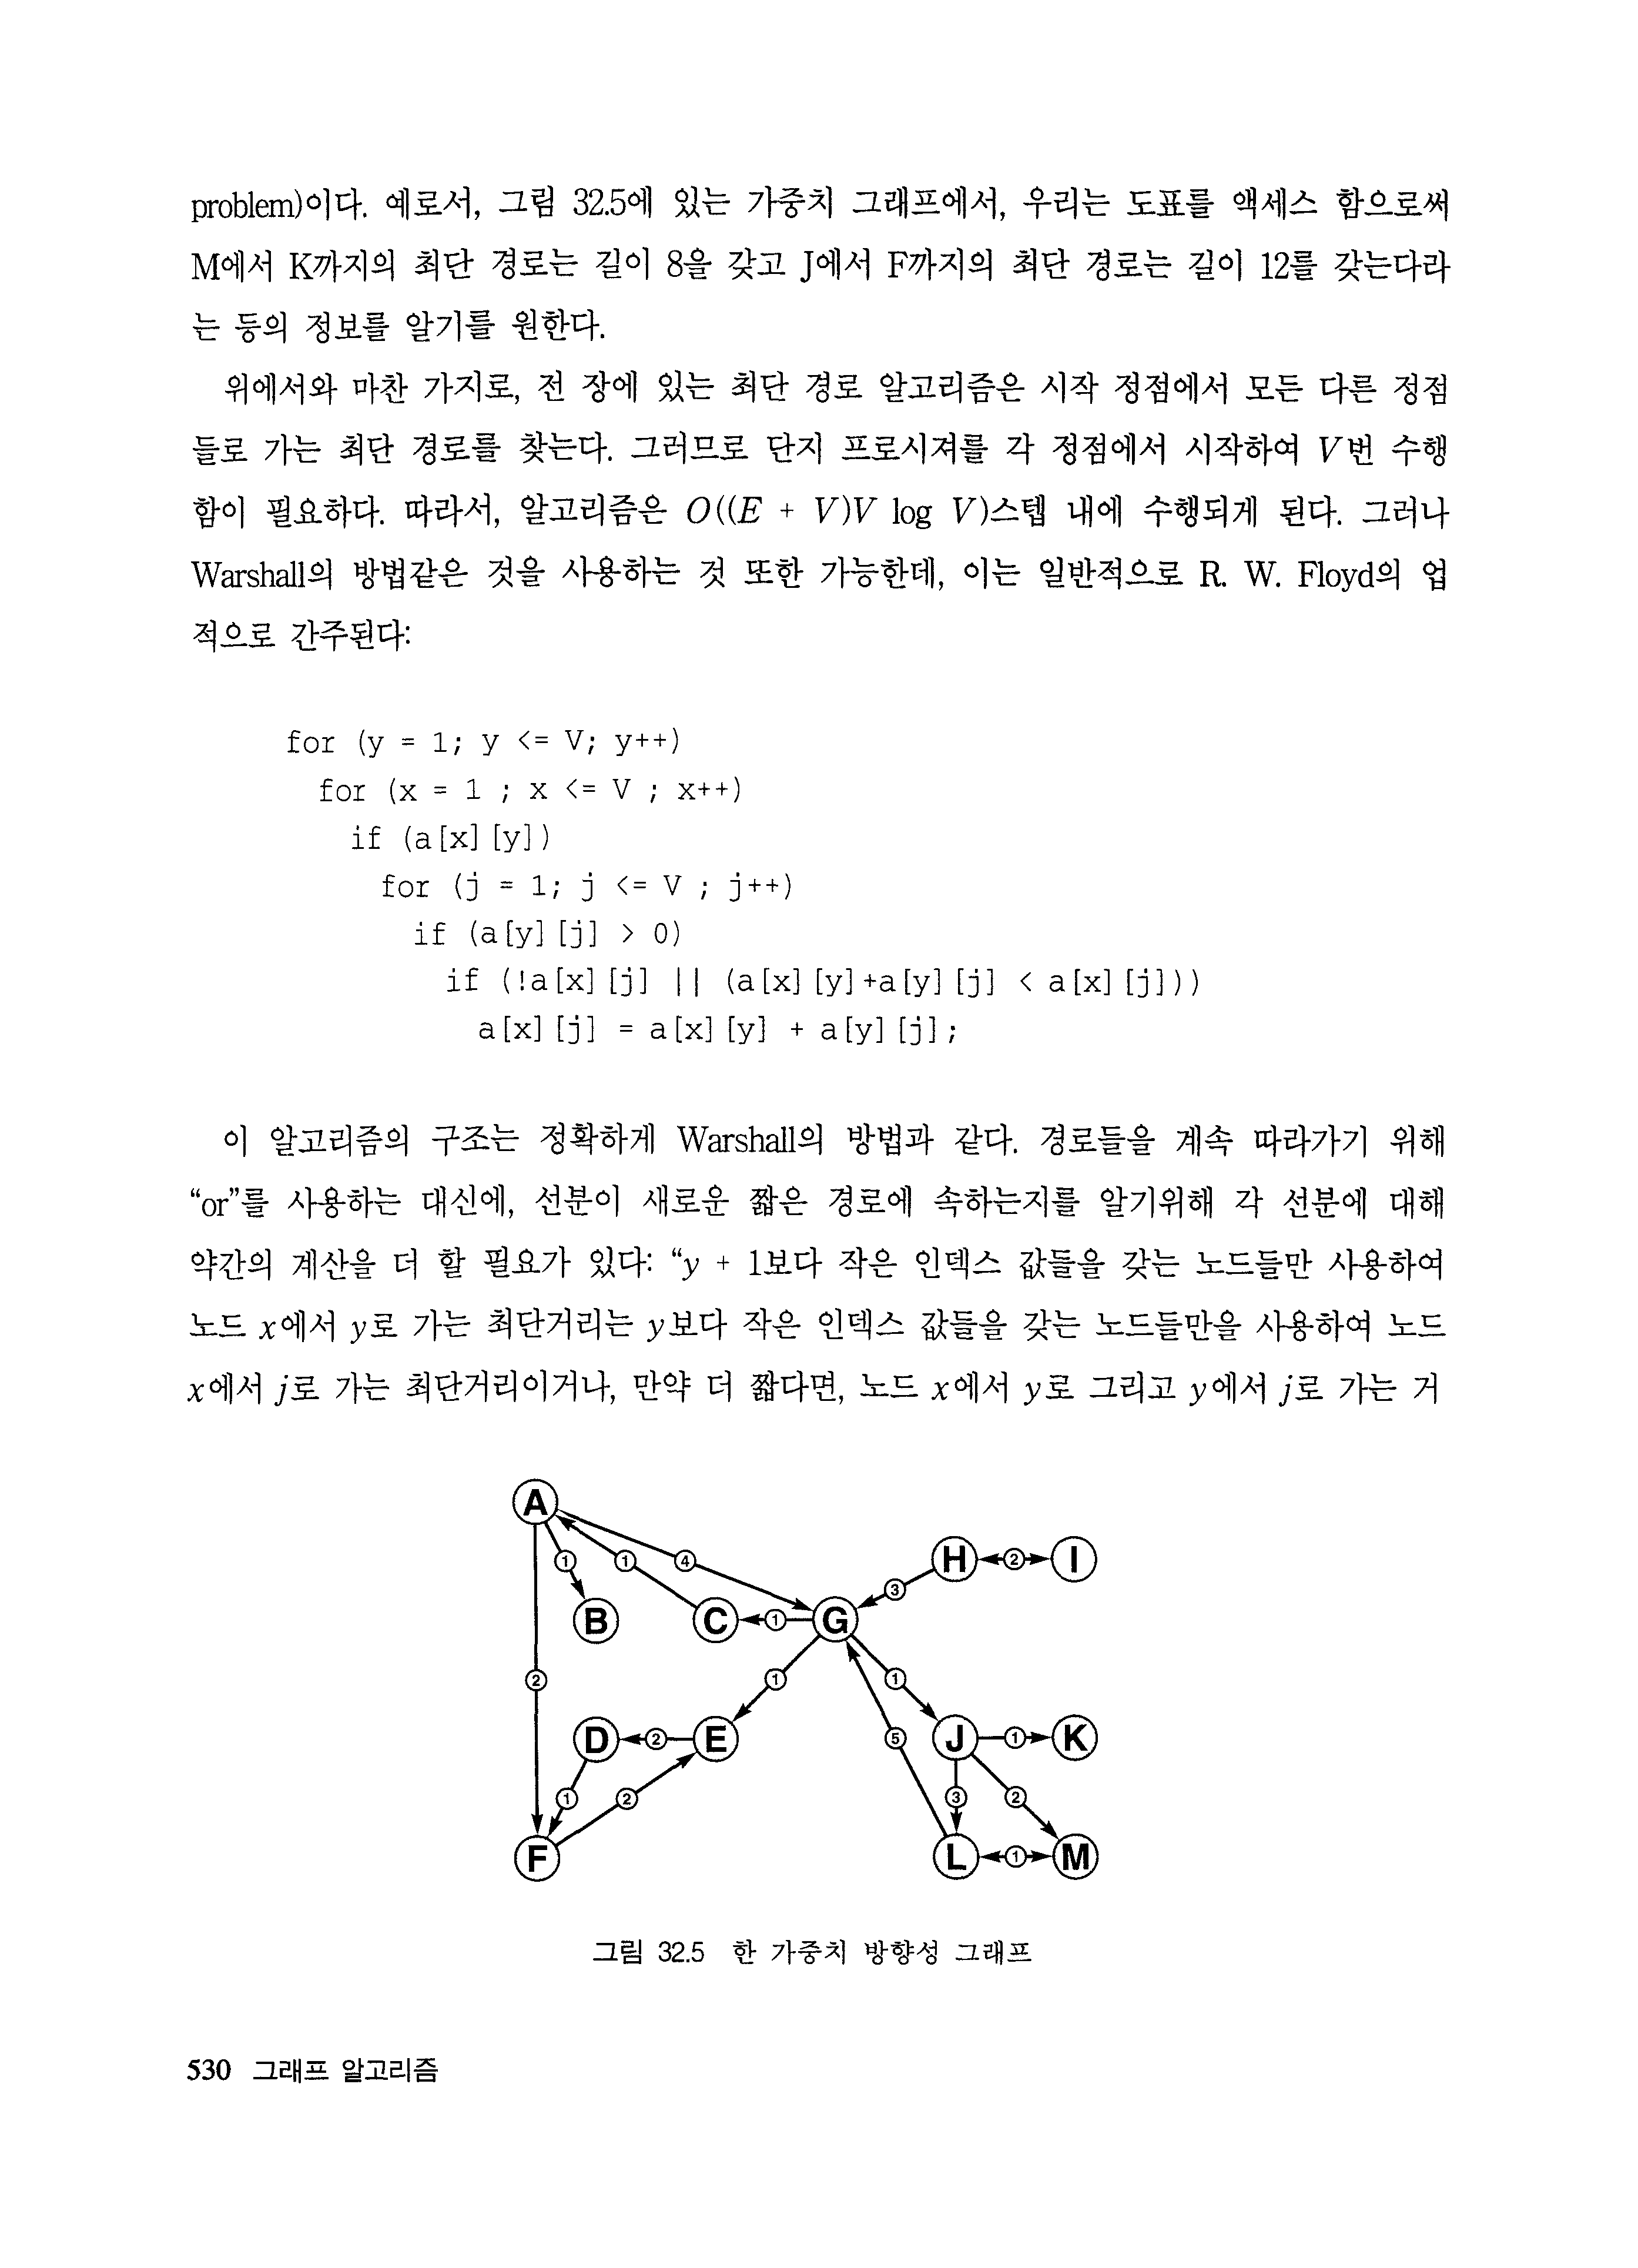 problem)이다. 예로서, 그림 32.5에 있는 가중치 그래프에서, 우리는 도표를 액세스 함으로써
M에서 K까지의 최단 경로는 길이 8을 갖고 J에서 F까지의 최단 경로는 길이 12를 갖는다라
는 등의 정보를 알기를 원한다.
위에서와 마찬 가지로, 전 장에 있는 최단 경로 알고리즘은 시작 정점에서 모든 다른 정점
들로 가는 최단 경로를 찾는다. 그러므로 단지 프로시져를 각 정점에서 시작하여 V번 수행
함이 필요하다. 따라서, 알고리즘은 O((E + V)V log V)스텝 내에 수행되게 된다. 그러나
Warshall의 방법같은 것을 사용하는 것 또한 가능한데, 이는 일반적으로 R. W. Floyd의 업
적으로 간주된다:
for (y = 1; y <= V; y++)
for (x = 1 ; x <= V ; x++)
if (a[x][y])
for (j = 1; j <= V ; j++)
if (a[y][j] > 0)
if (!a[x][j] || (a[x][y]+a[y][j] < a[x][j]))
a[x][j] = a[x][y] + a[y][j];
이 알고리즘의 구조는 정확하게 Warshall의 방법과 같다. 경로들을 계속 따라가기 위해
“or”를 사용하는 대신에, 선분이 새로운 짧은 경로에 속하는지를 알기위해 각 선분에 대해
약간의 계산을 더 할 필요가 있다: “y + 1보다 작은 인덱스 값들을 갖는 노드들만 사용하여
노드 x에서 y로 가는 최단거리는 y보다 작은 인덱스 값들을 갖는 노드들만을 사용하여 노드
x에서 j로 가는 최단거리이거나, 만약 더 짧다면, 노드 x에서 y로 그리고 y에서 j로 가는 거
A
1 1 4 H 2 I
3
B C 1 G
2 1 1
D 2 E 5 J 1 K
1 2 3 2
F L 1 M
그림 32.5 한 가중치 방향성 그래프
530 그래프 알고리즘